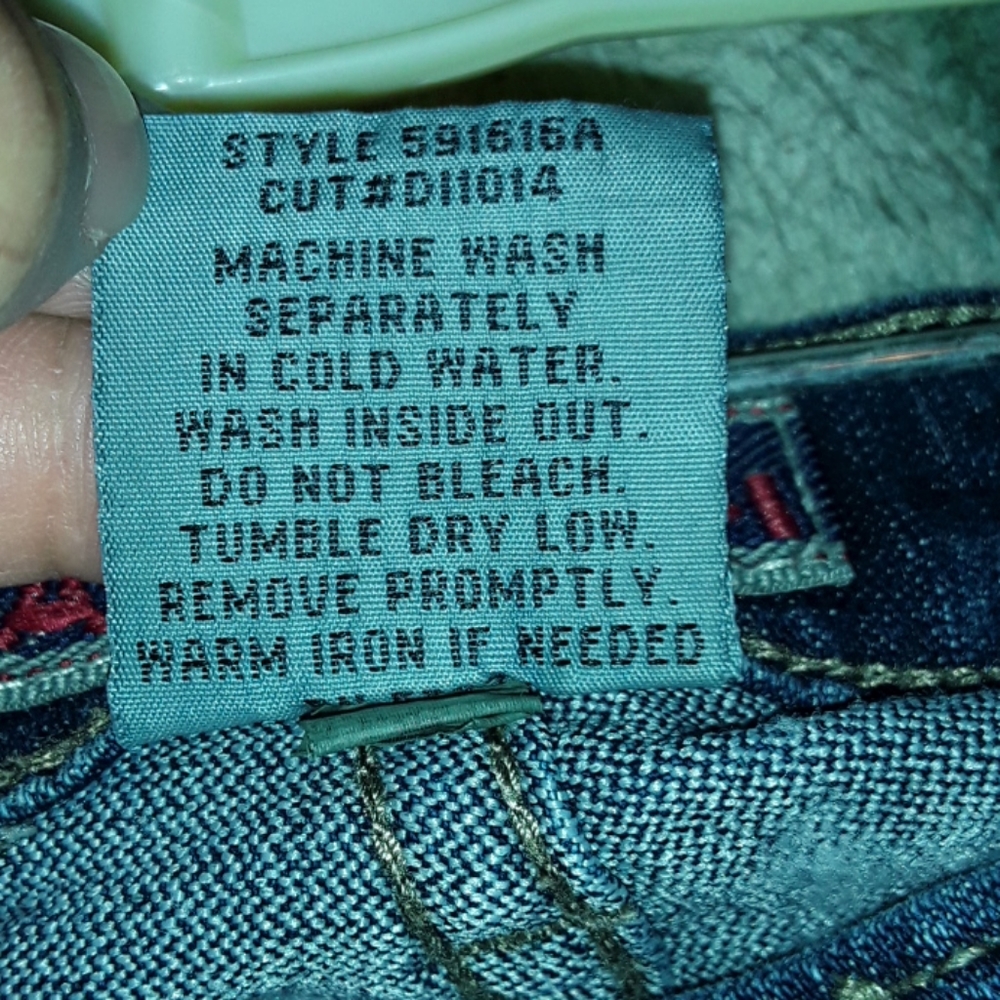 STYLE 591616A
CUT#D11014
MACHINE WASH
SEPARATELY
IN COLD WATER.
WASH INSIDE OUT.
DO NOT BLEACH.
TUMBLE DRY LOW.
REMOVE PROMPTLY.
WARM IRON IF NEEDED